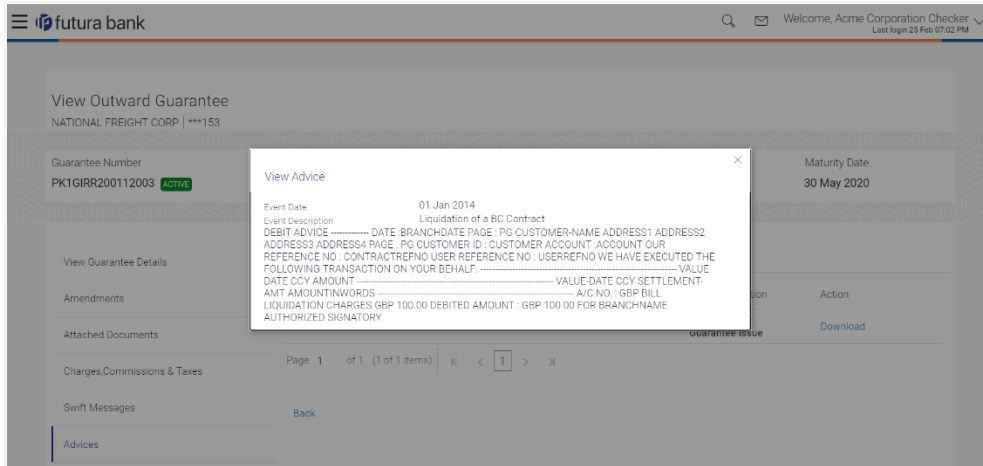 futura bank
Welcome, Acme Corporation Checker
Last login 25 Feb 07:02 PM
View Outward Guarantee
NATIONAL FREIGHT CORP | ***153
Guarantee Number
PK1GIRR200112003 ACTIVE
Maturity Date
30 May 2020
View Advice
Event Date 01 Jan 2014
Event Description Liquidation of a BC Contract
DEBIT ADVICE ------------ DATE :BRANCHDATE PAGE : PG CUSTOMER-NAME ADDRESS1 ADDRESS2
ADDRESS3 ADDRESS4 PAGE : PG CUSTOMER ID : CUSTOMER ACCOUNT :ACCOUNT OUR
REFERENCE NO : CONTRACTREFNO USER REFERENCE NO : USERREFNO WE HAVE EXECUTED THE
FOLLOWING TRANSACTION ON YOUR BEHALF: ------------------------------------------------------- VALUE
DATE CCY AMOUNT ------------------------------------------------------- VALUE-DATE CCY SETTLEMENT-
AMT AMOUNTINWORDS ------------------------------------------------------- A/C NO. : GBP BILL
LIQUIDATION CHARGES GBP 100.00 DEBITED AMOUNT : GBP 100.00 FOR BRANCHNAME
AUTHORIZED SIGNATORY
View Guarantee Details
Amendments
Attached Documents
Charges,Commissions & Taxes
Swift Messages
Advices
Action
Guarantee Issue
Download
Page 1 of 1 (1 of 1 items) 1
Back